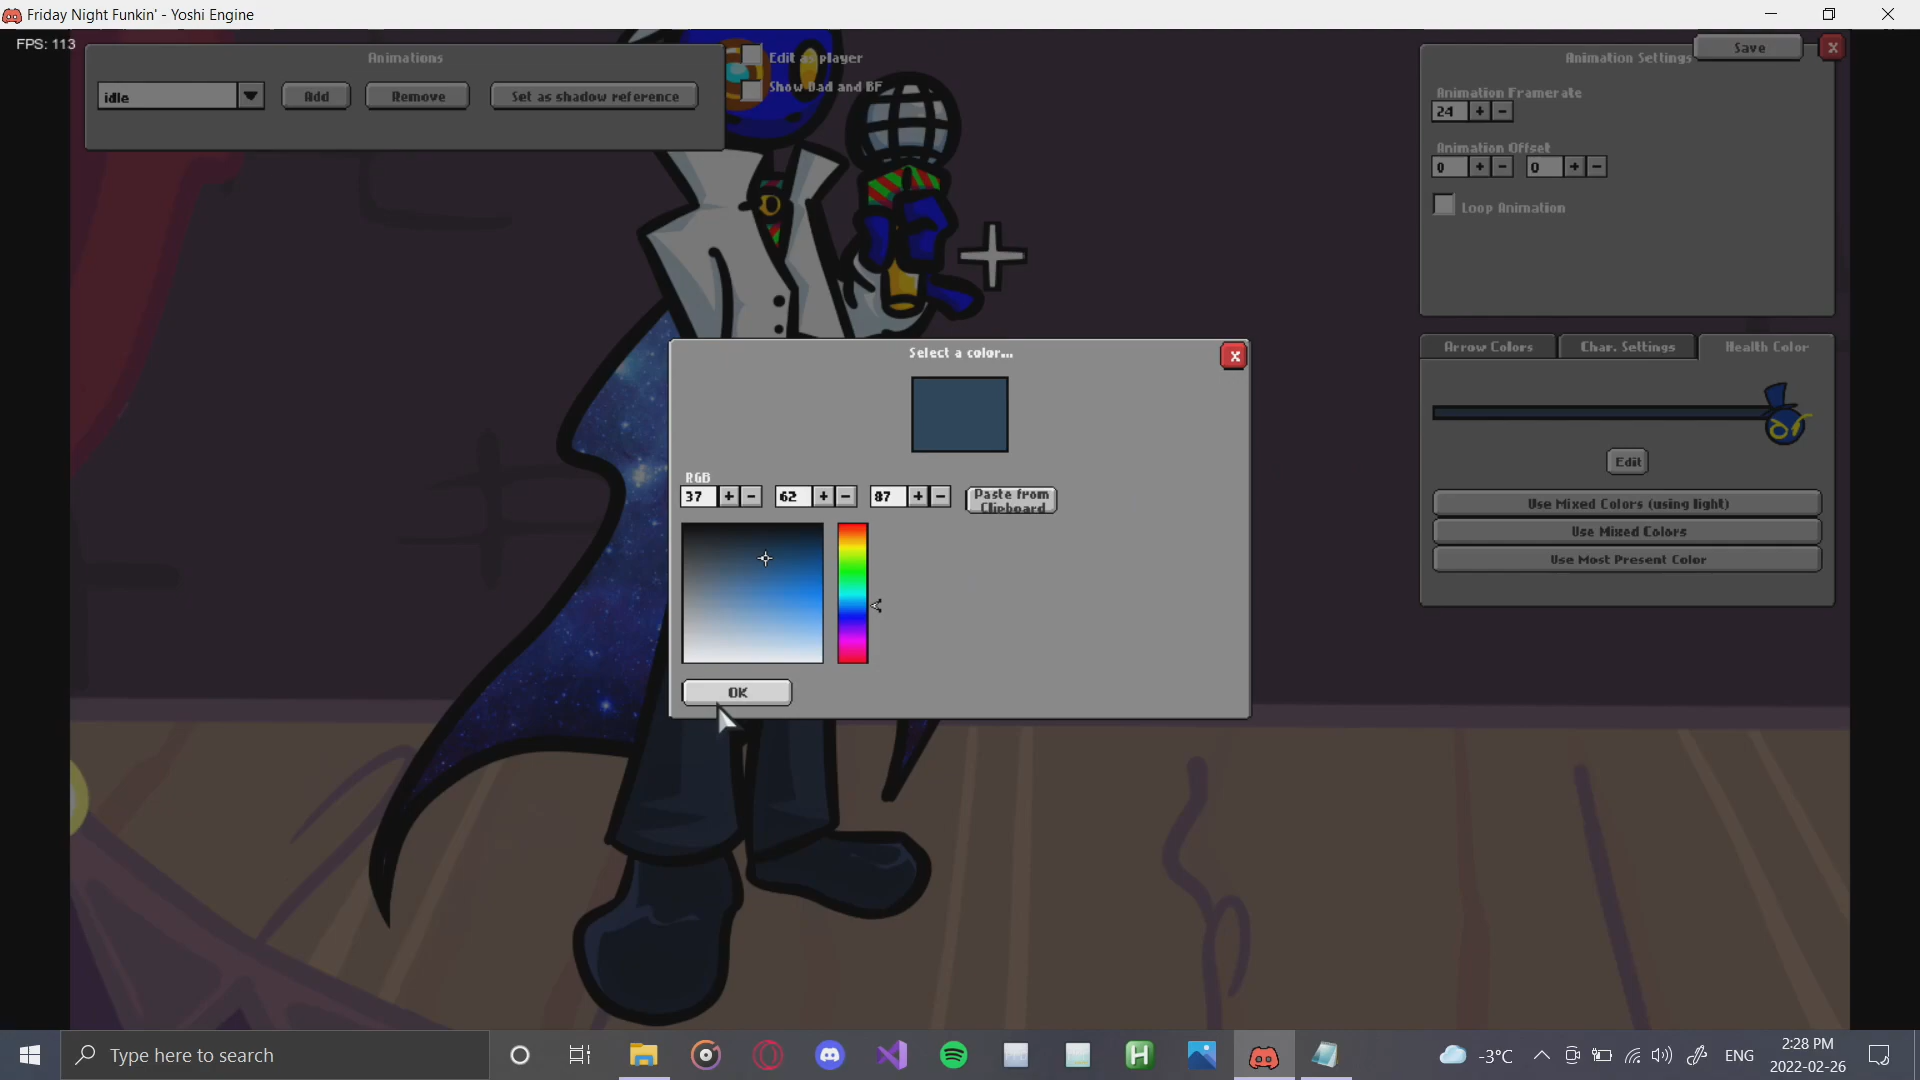 Friday Night Funkin' - Yoshi Engine
FPS: 113
Animations
idle
Add
Remove
Set as shadow reference
Edit as player
Show Dad and BF
Save
X
Animation Settings
Animation Framerate
24 + -
Animation Offset
0 + - 0 + -
Loop Animation
Arrow Colors
Char. Settings
Health Color
Edit
Use Mixed Colors (using light)
Use Mixed Colors
Use Most Present Color
Select a color...
X
RGB
37 + - 62 + - 87 + -
Paste from
Clipboard
OK
Type here to search
-3°C
ENG
2:28 PM
2022-02-26